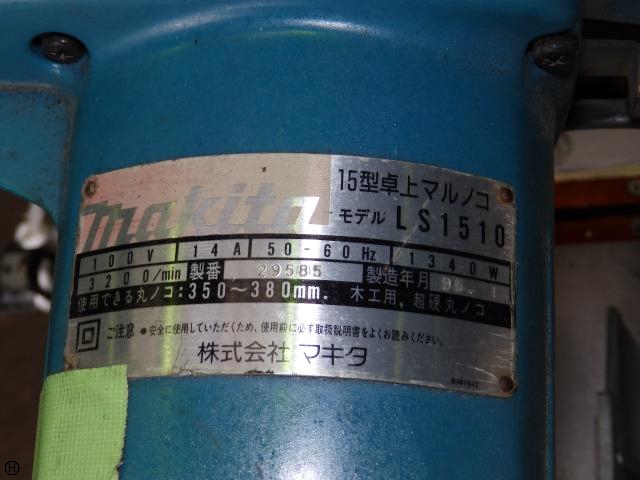 makita
15型卓上マルノコ
モデル LS1510
100V 14A 50-60Hz 1340W
3200/min 製番 29585 製造年月
使用できる丸ノコ:350～380mm. 木工用, 超硬丸ノコ
ご注意 ●安全に使用していただくため、使用前に必ず取扱説明書をよくお読みください。
株式会社 マキタ
H